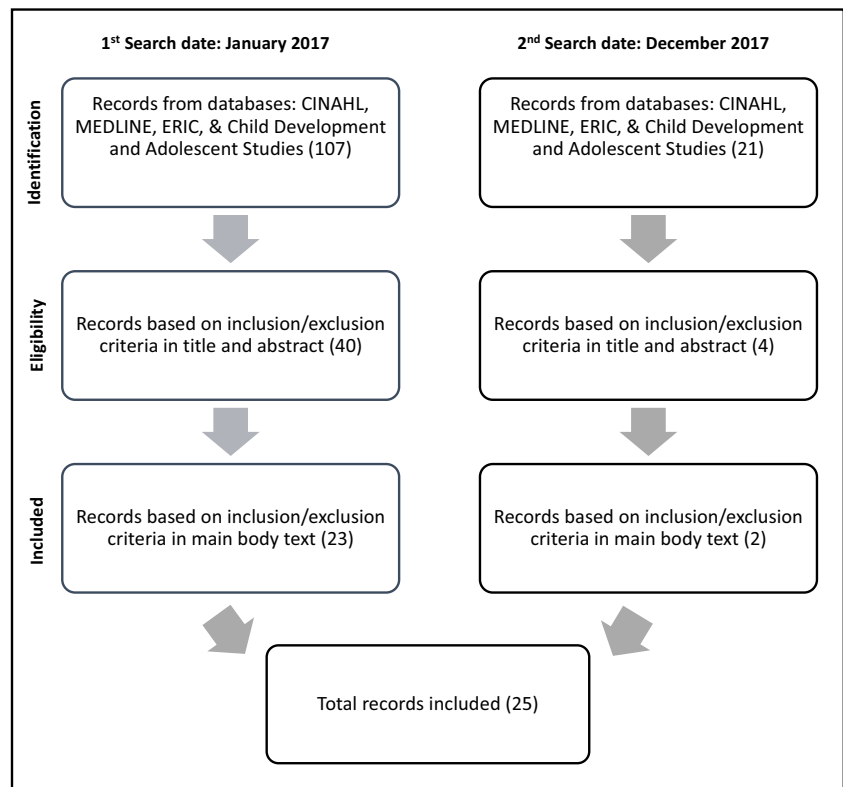 1st Search date: January 2017
2nd Search date: December 2017
Identification
Records from databases: CINAHL,
MEDLINE, ERIC, & Child Development
and Adolescent Studies (107)
Records from databases: CINAHL,
MEDLINE, ERIC, & Child Development
and Adolescent Studies (21)
Eligibility
Records based on inclusion/exclusion
criteria in title and abstract (40)
Records based on inclusion/exclusion
criteria in title and abstract (4)
Included
Records based on inclusion/exclusion
criteria in main body text (23)
Records based on inclusion/exclusion
criteria in main body text (2)
Total records included (25)